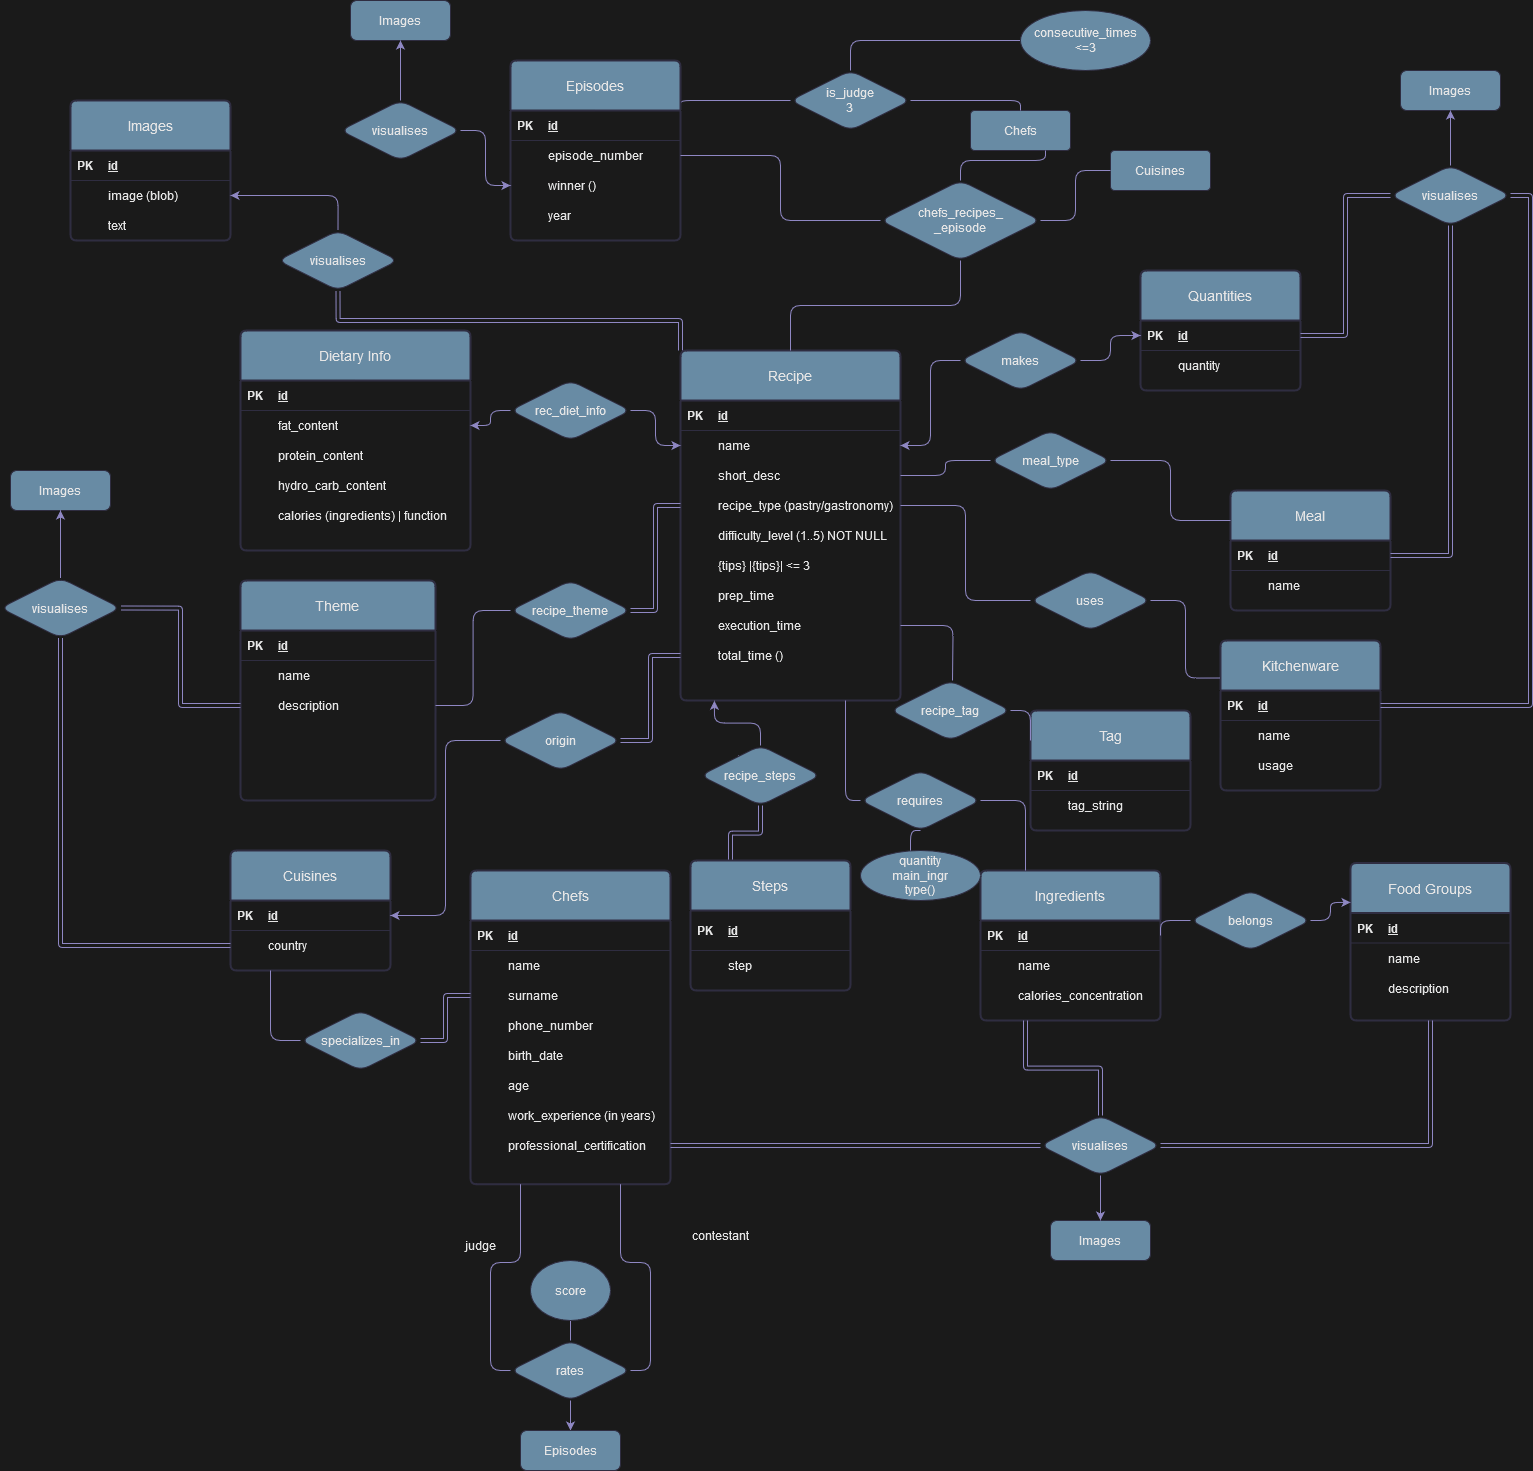 Images
consecutive_times
<=3
Episodes
PK id
episode_number
winner ()
year
is_judge
3
Images
Images
PK id
image (blob)
text
visualises
Chefs
Cuisines
visualises
chefs_recipes_
_episode
visualises
Quantities
PK id
quantity
Dietary Info
PK id
fat_content
protein_content
hydro_carb_content
calories (ingredients) | function
rec_diet_info
Recipe
PK id
name
short_desc
recipe_type (pastry/gastronomy)
difficulty_level (1..5) NOT NULL
{tips} |{tips}| <= 3
prep_time
execution_time
total_time ()
makes
meal_type
Meal
PK id
name
Images
visualises
Theme
PK id
name
description
recipe_theme
uses
Kitchenware
PK id
name
usage
origin
recipe_steps
recipe_tag
Tag
PK id
tag_string
requires
quantity
main_ingr
type()
Cuisines
PK id
country
Chefs
PK id
name
surname
phone_number
birth_date
age
work_experience (in years)
professional_certification
Steps
PK id
step
Ingredients
PK id
name
calories_concentration
belongs
Food Groups
PK id
name
description
specializes_in
visualises
Images
judge
contestant
score
rates
Episodes